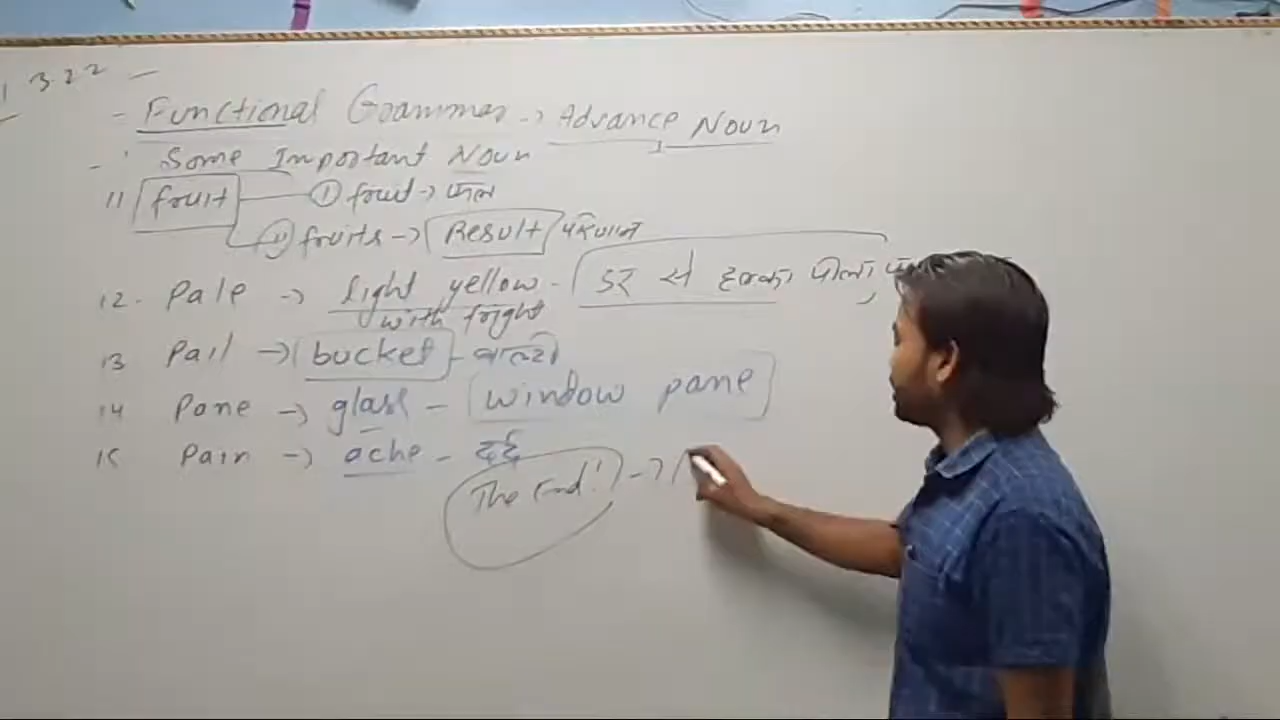 3.22 -
- Functional Grammar -> Advance Noun
- Some Important Noun
11 fruit ① fruit -> फल
② fruits -> Result परिणाम
12. Pale -> light yellow - डर से हल्का पीला
with fright
13 Pail -> bucket - बाल्टी
14 Pane -> glass - window pane
15 Pain -> ache - दर्द
The End! ->